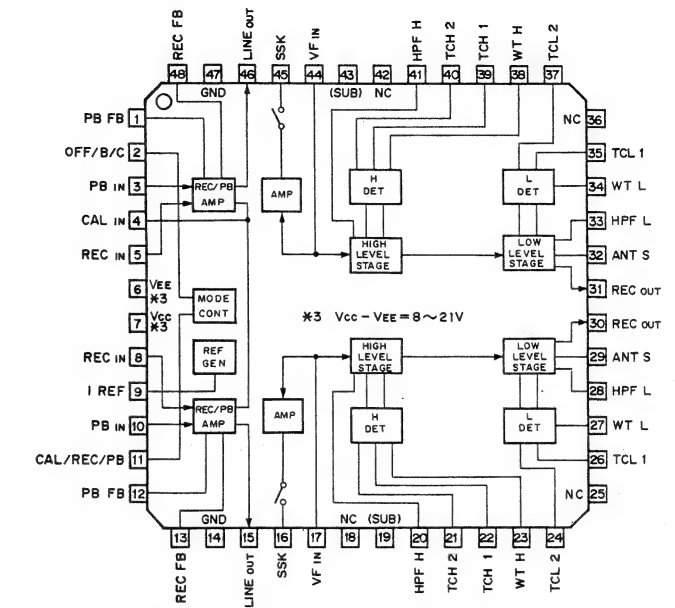 REC FB
LINE OUT
SSK
VF IN
HPF H
TCH 2
TCH 1
WT H
TCL 2
48 47 46 45 44 43 42 41 40 39 38 37
GND (SUB) NC
PB FB 1
OFF/B/C 2
PB IN 3
CAL IN 4
REC IN 5
6 VEE
*3
7 VCC
*3
REC IN 8
I REF 9
PB IN 10
CAL/REC/PB 11
PB FB 12
REC/PB
AMP
AMP
H
DET
L
DET
HIGH
LEVEL
STAGE
LOW
LEVEL
STAGE
MODE
CONT
*3 VCC – VEE = 8~21V
REF
GEN
HIGH
LEVEL
STAGE
LOW
LEVEL
STAGE
REC/PB
AMP
AMP
H
DET
L
DET
NC 36
35 TCL 1
34 WT L
33 HPF L
32 ANT S
31 REC OUT
30 REC OUT
29 ANT S
28 HPF L
27 WT L
26 TCL 1
NC 25
GND NC (SUB)
13 14 15 16 17 18 19 20 21 22 23 24
REC FB
LINE OUT
SSK
VF IN
HPF H
TCH 2
TCH 1
WT H
TCL 2